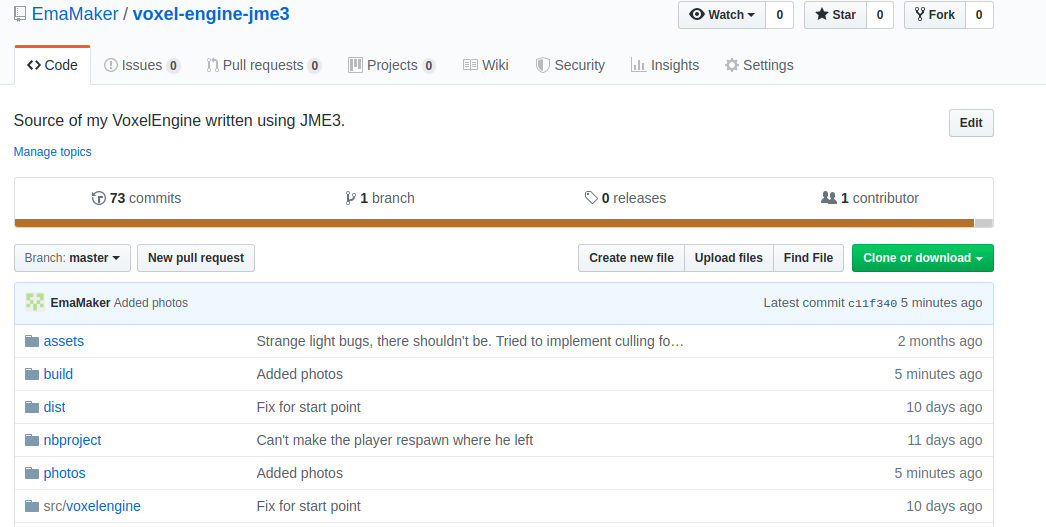 EmaMaker / voxel-engine-jme3
Watch 0 Star 0 Fork 0
Code Issues 0 Pull requests 0 Projects 0 Wiki Security Insights Settings
Source of my VoxelEngine written using JME3.
Edit
Manage topics
73 commits 1 branch 0 releases 1 contributor
Branch: master New pull request Create new file Upload files Find File Clone or download
EmaMaker Added photos Latest commit c11f340 5 minutes ago
assets Strange light bugs, there shouldn't be. Tried to implement culling fo… 2 months ago
build Added photos 5 minutes ago
dist Fix for start point 10 days ago
nbproject Can't make the player respawn where he left 11 days ago
photos Added photos 5 minutes ago
src/voxelengine Fix for start point 10 days ago